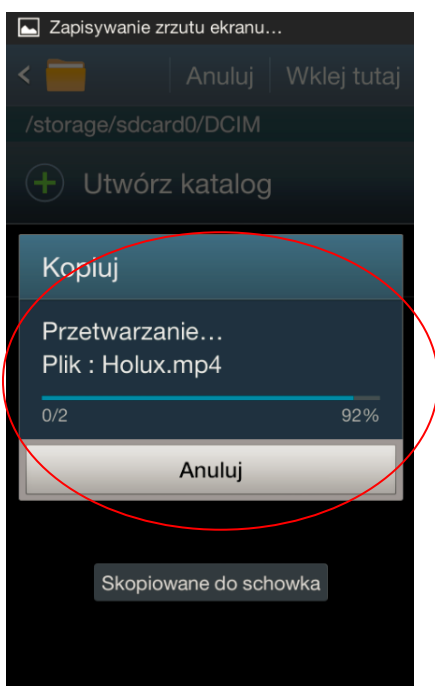 Zapisywanie zrzutu ekranu...
Anuluj Wklej tutaj
/storage/sdcard0/DCIM
Utwórz katalog
Kopiuj
Przetwarzanie...
Plik : Holux.mp4
0/2 92%
Anuluj
Skopiowane do schowka